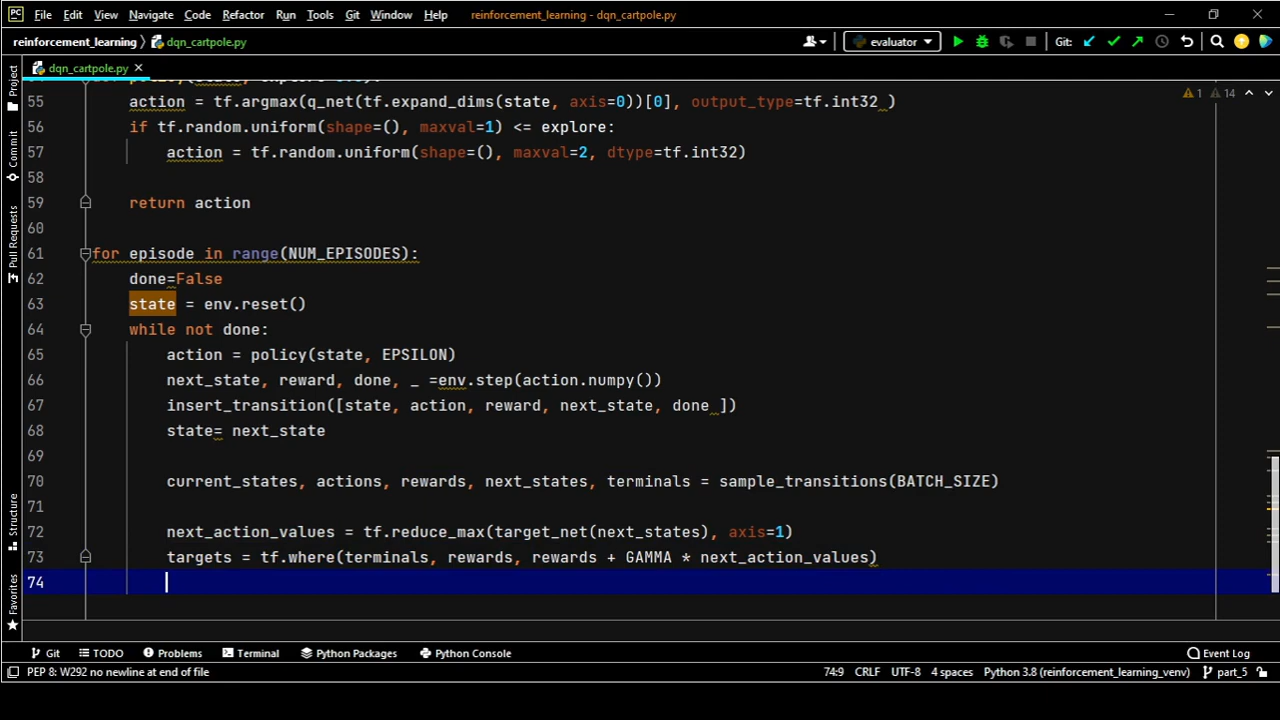 PC File Edit View Navigate Code Refactor Run Tools Git Window Help reinforcement_learning - dqn_cartpole.py
reinforcement_learning dqn_cartpole.py evaluator Git:
dqn_cartpole.py
55 action = tf.argmax(q_net(tf.expand_dims(state, axis=0))[0], output_type=tf.int32 )
1 14
56 if tf.random.uniform(shape=(), maxval=1) <= explore:
57 action = tf.random.uniform(shape=(), maxval=2, dtype=tf.int32)
58
59 return action
60
61 for episode in range(NUM_EPISODES):
62 done=False
63 state = env.reset()
64 while not done:
65 action = policy(state, EPSILON)
66 next_state, reward, done, _ =env.step(action.numpy())
67 insert_transition([state, action, reward, next_state, done ])
68 state= next_state
69
70 current_states, actions, rewards, next_states, terminals = sample_transitions(BATCH_SIZE)
71
72 next_action_values = tf.reduce_max(target_net(next_states), axis=1)
73 targets = tf.where(terminals, rewards, rewards + GAMMA * next_action_values)
74
Project
Commit
Pull Requests
Structure
Favorites
Git TODO Problems Terminal Python Packages Python Console Event Log
PEP 8: W292 no newline at end of file 74:9 CRLF UTF-8 4 spaces Python 3.8 (reinforcement_learning_venv) part_5